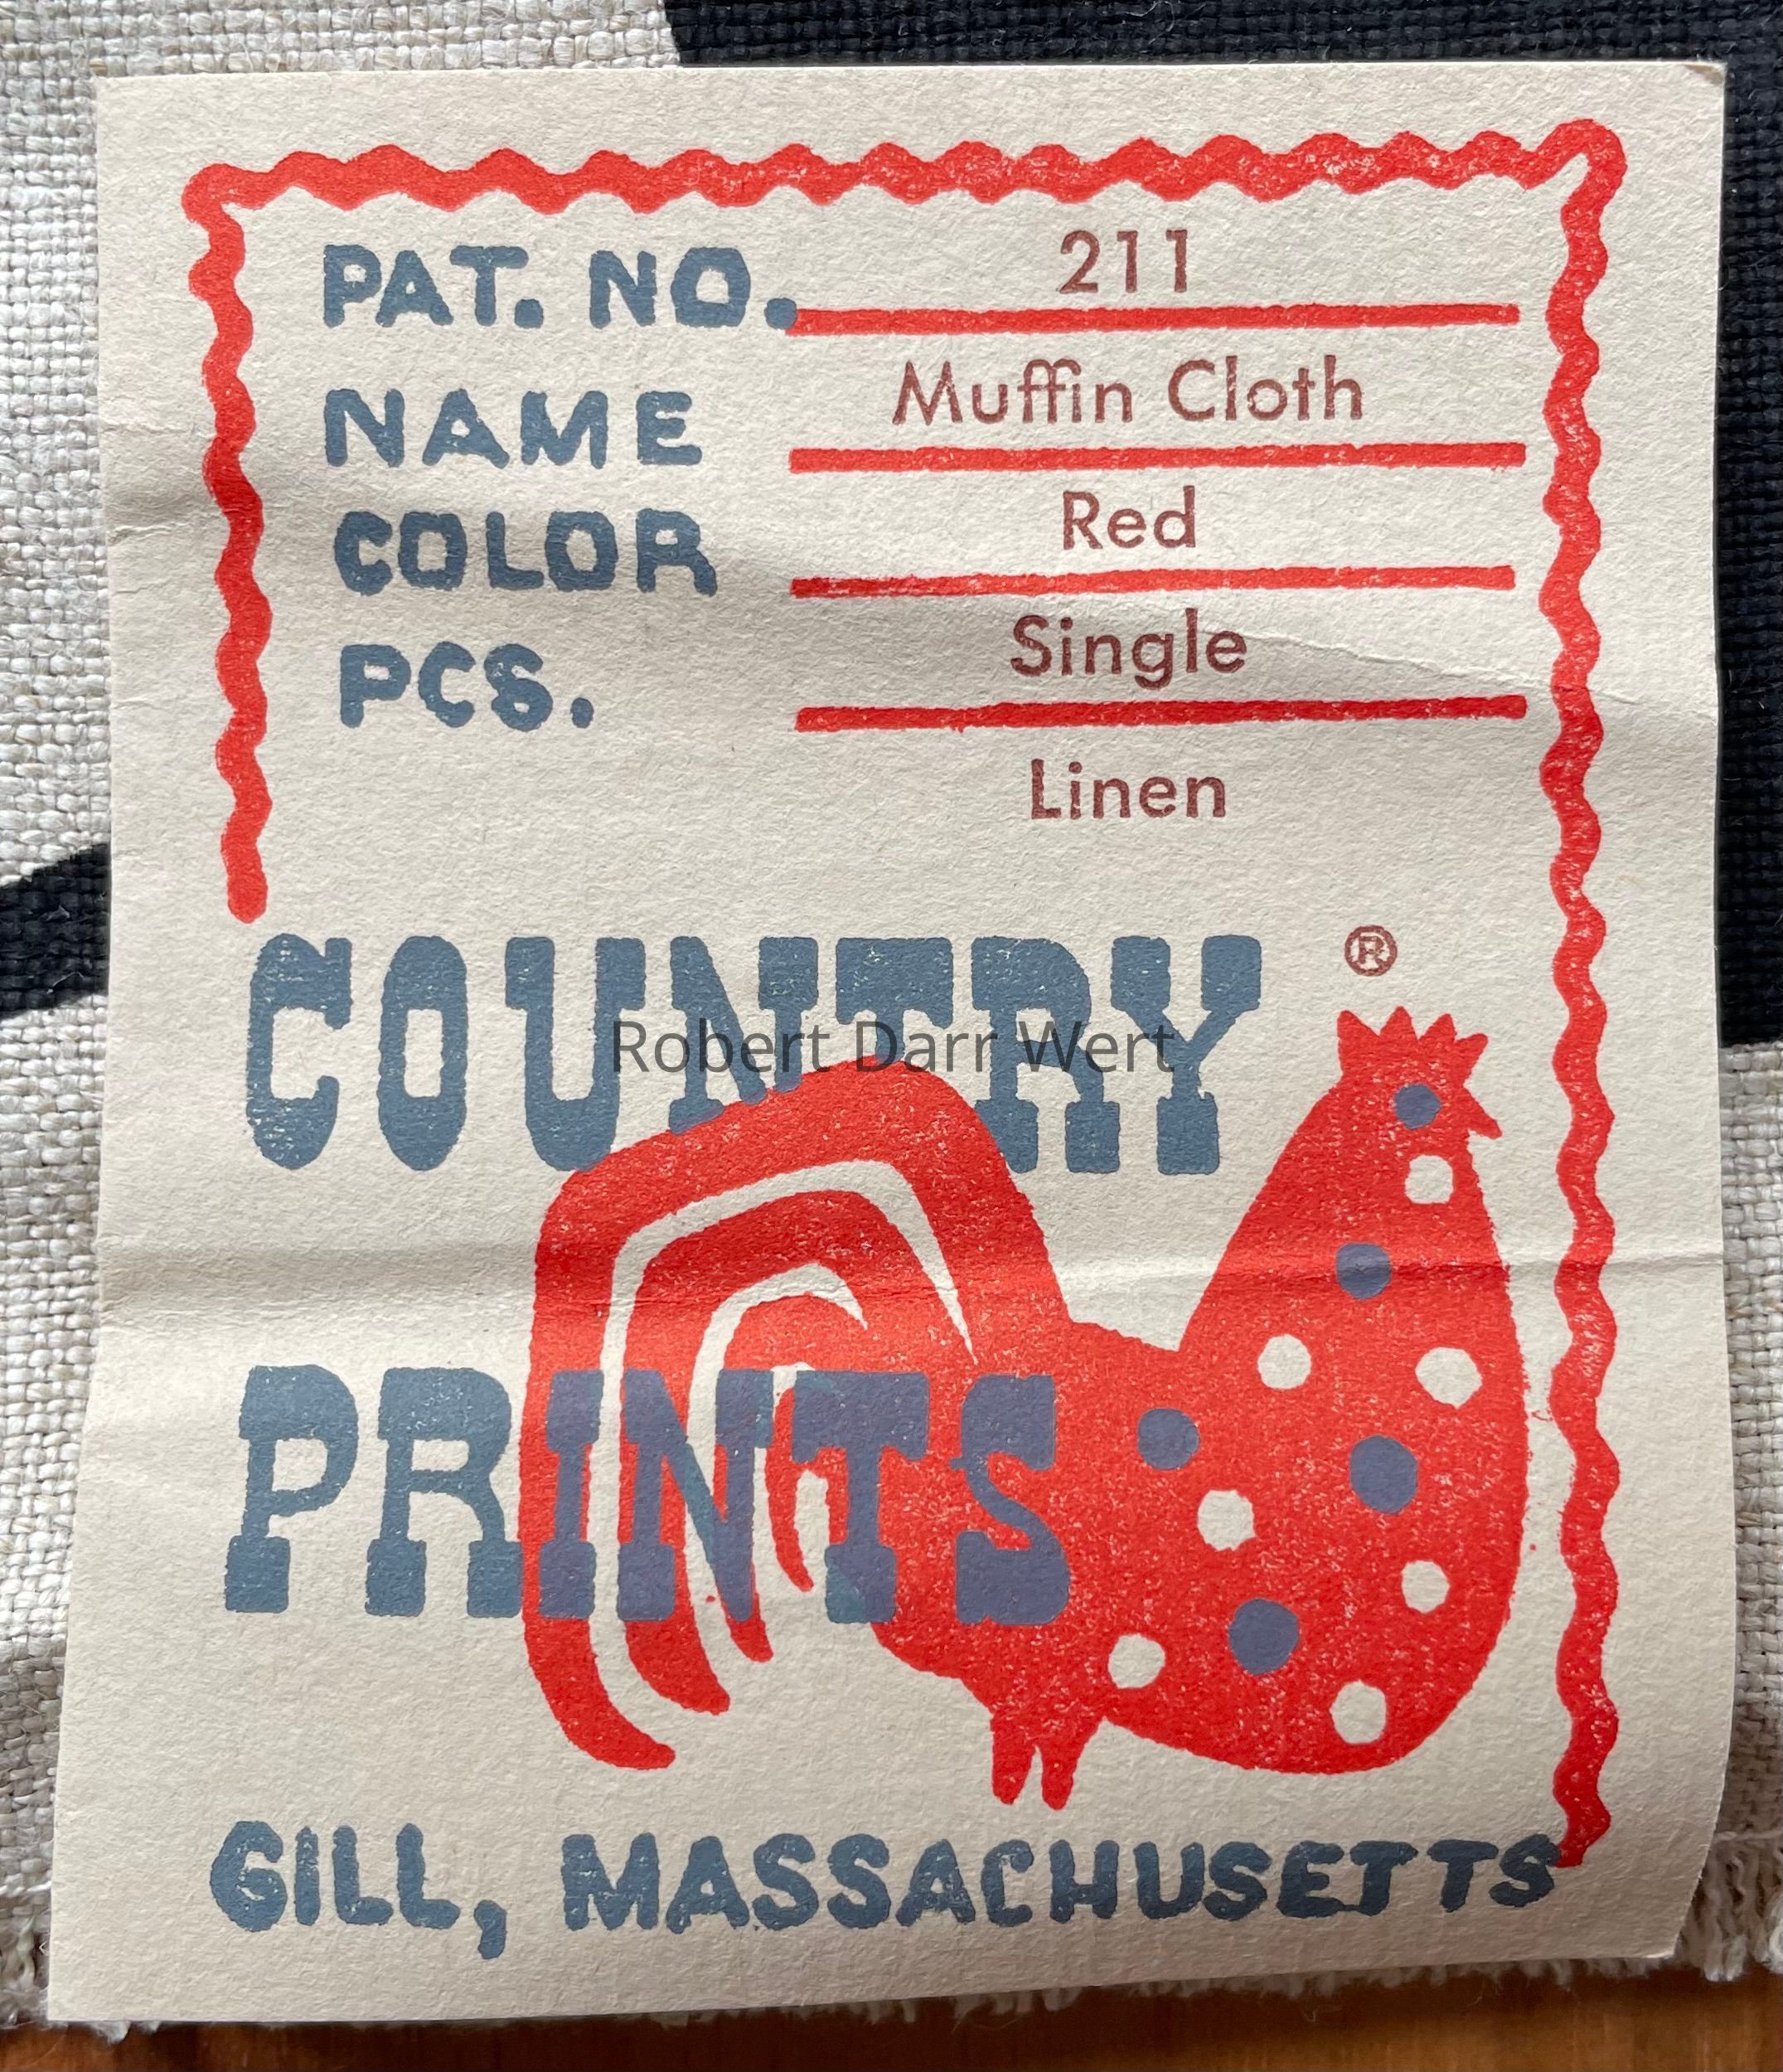 PAT. NO. 211
NAME Muffin Cloth
COLOR Red
PCS. Single
Linen
COUNTRY ®
Robert Darr Wert
PRINTS
GILL, MASSACHUSETTS